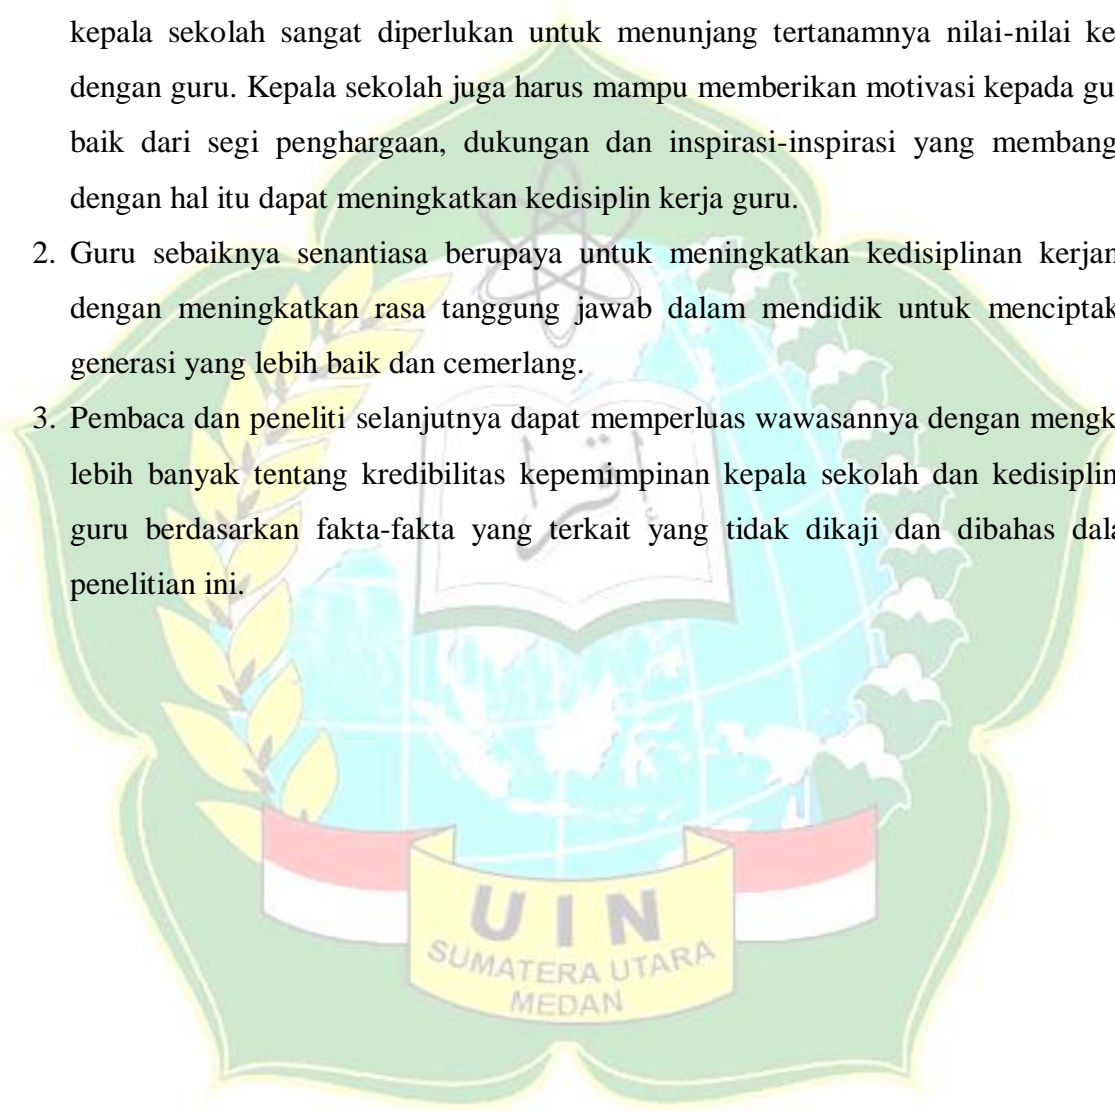 kepala sekolah sangat diperlukan untuk menunjang tertanamnya nilai-nilai ke
dengan guru. Kepala sekolah juga harus mampu memberikan motivasi kepada gu
baik dari segi penghargaan, dukungan dan inspirasi-inspirasi yang membang
dengan hal itu dapat meningkatkan kedisiplin kerja guru.
2. Guru sebaiknya senantiasa berupaya untuk meningkatkan kedisiplinan kerjan
dengan meningkatkan rasa tanggung jawab dalam mendidik untuk menciptak
generasi yang lebih baik dan cemerlang.
3. Pembaca dan peneliti selanjutnya dapat memperluas wawasannya dengan mengk
lebih banyak tentang kredibilitas kepemimpinan kepala sekolah dan kedisiplin
guru berdasarkan fakta-fakta yang terkait yang tidak dikaji dan dibahas dala
penelitian ini.
إقرأ
UIN
SUMATERA UTARA
MEDAN